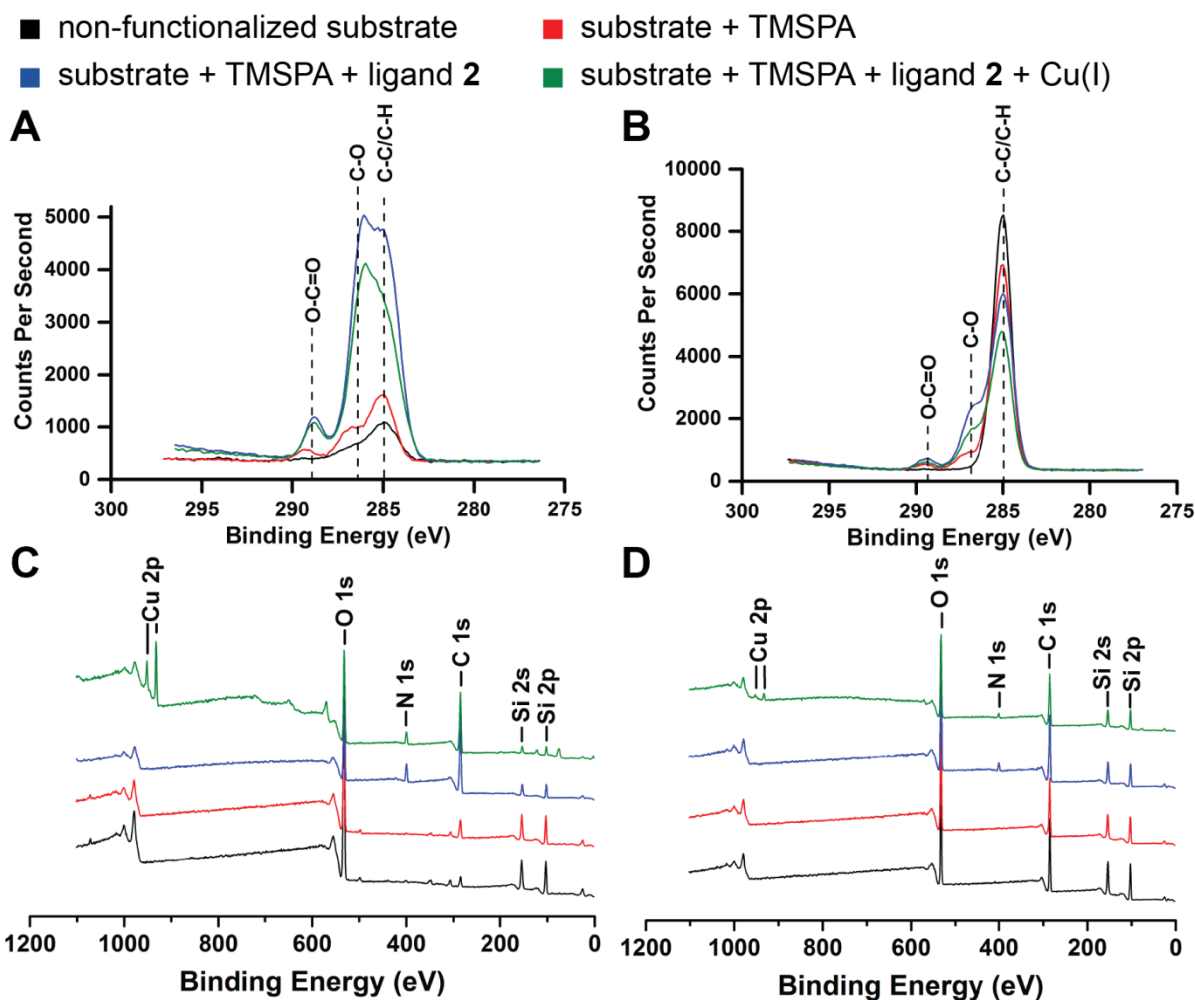 non-functionalized substrate
substrate + TMSPA
substrate + TMSPA + ligand 2
substrate + TMSPA + ligand 2 + Cu(I)
A
O-C=O
C-O
C-C/C-H
Counts Per Second
5000
4000
3000
2000
1000
0
300 295 290 285 280 275
Binding Energy (eV)
B
O-C=O
C-O
C-C/C-H
Counts Per Second
10000
8000
6000
4000
2000
0
300 295 290 285 280 275
Binding Energy (eV)
C
Cu 2p
O 1s
N 1s
C 1s
Si 2s
Si 2p
1200 1000 800 600 400 200 0
Binding Energy (eV)
D
Cu 2p
O 1s
N 1s
C 1s
Si 2s
Si 2p
1200 1000 800 600 400 200 0
Binding Energy (eV)